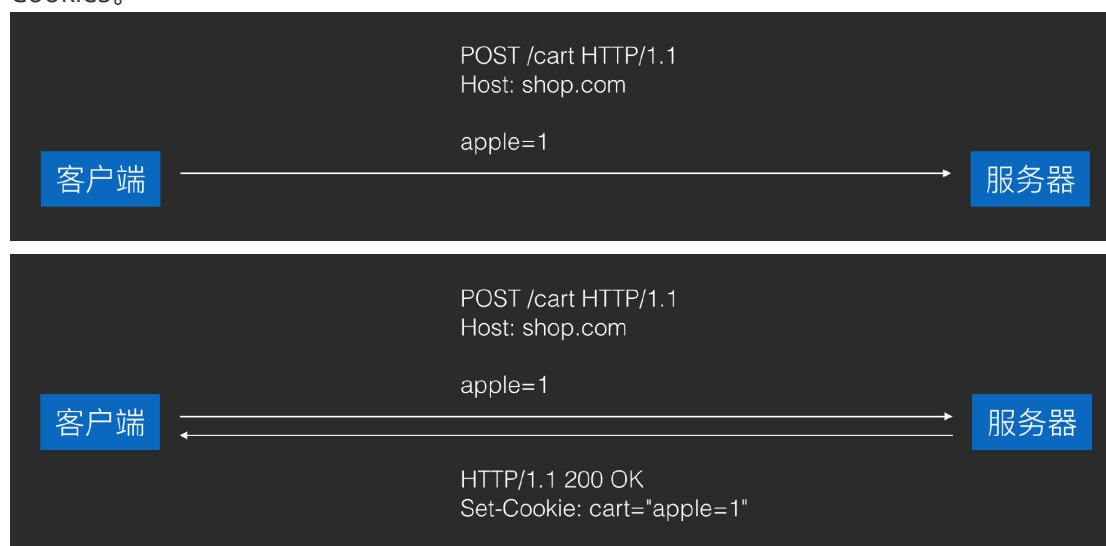 Cookies。
POST /cart HTTP/1.1
Host: shop.com
apple=1
客户端
服务器
POST /cart HTTP/1.1
Host: shop.com
apple=1
客户端
服务器
HTTP/1.1 200 OK
Set-Cookie: cart="apple=1"